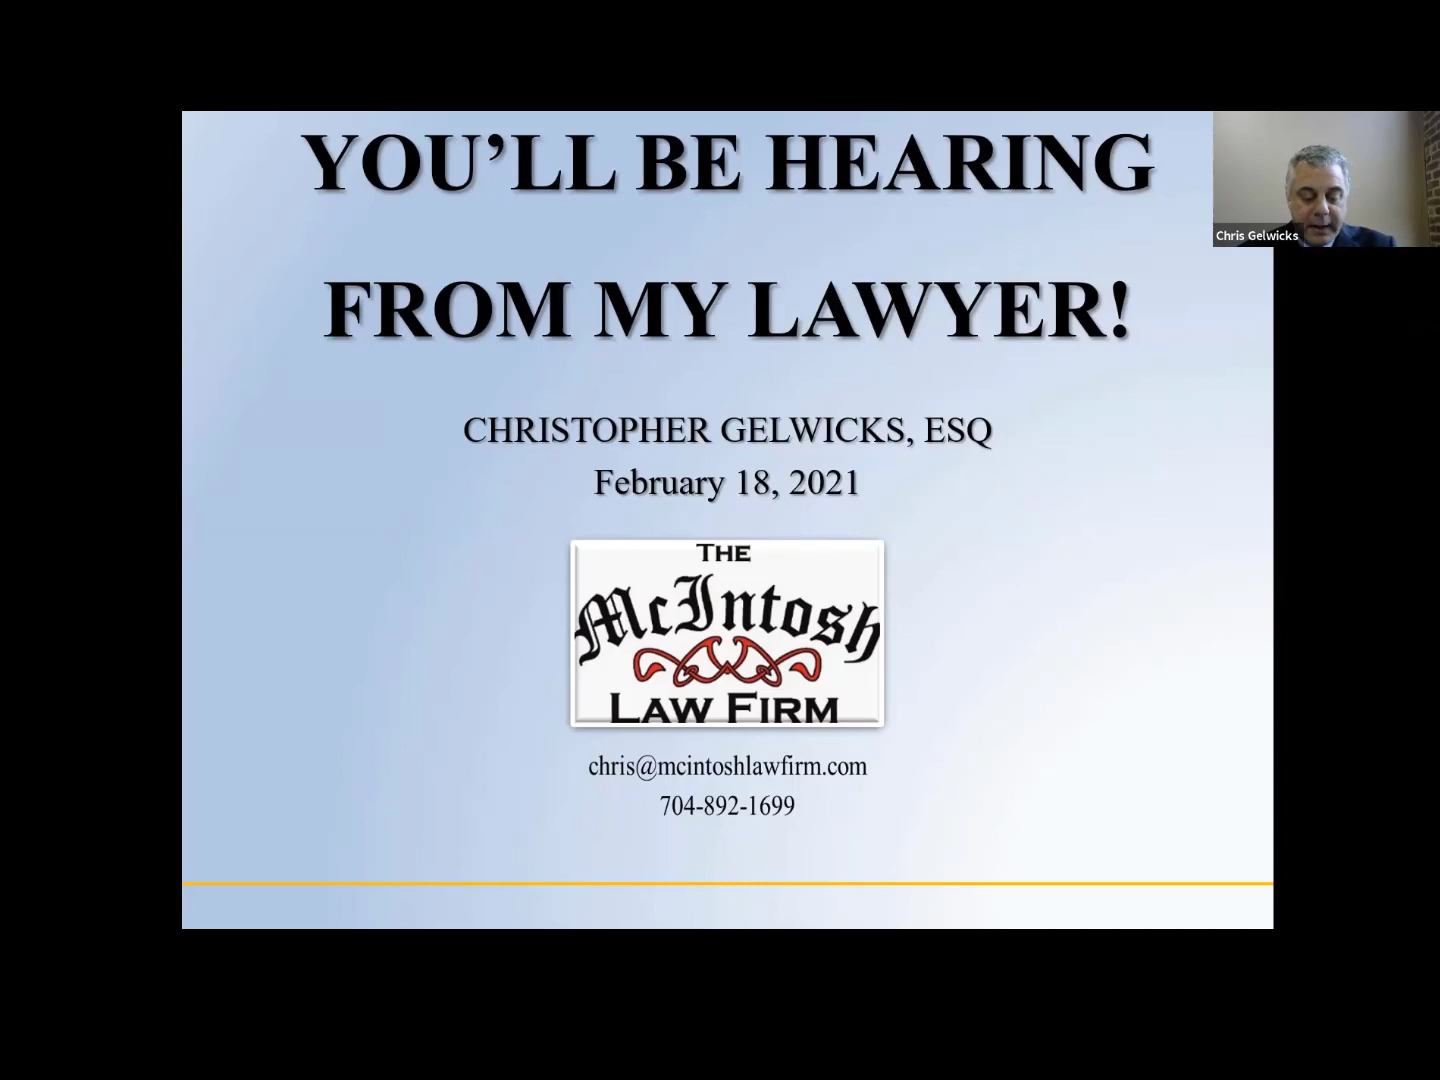 YOU’LL BE HEARING
FROM MY LAWYER!
Chris Gelwicks
CHRISTOPHER GELWICKS, ESQ
February 18, 2021
THE
McIntosh
LAW FIRM
chris@mcintoshlawfirm.com
704-892-1699